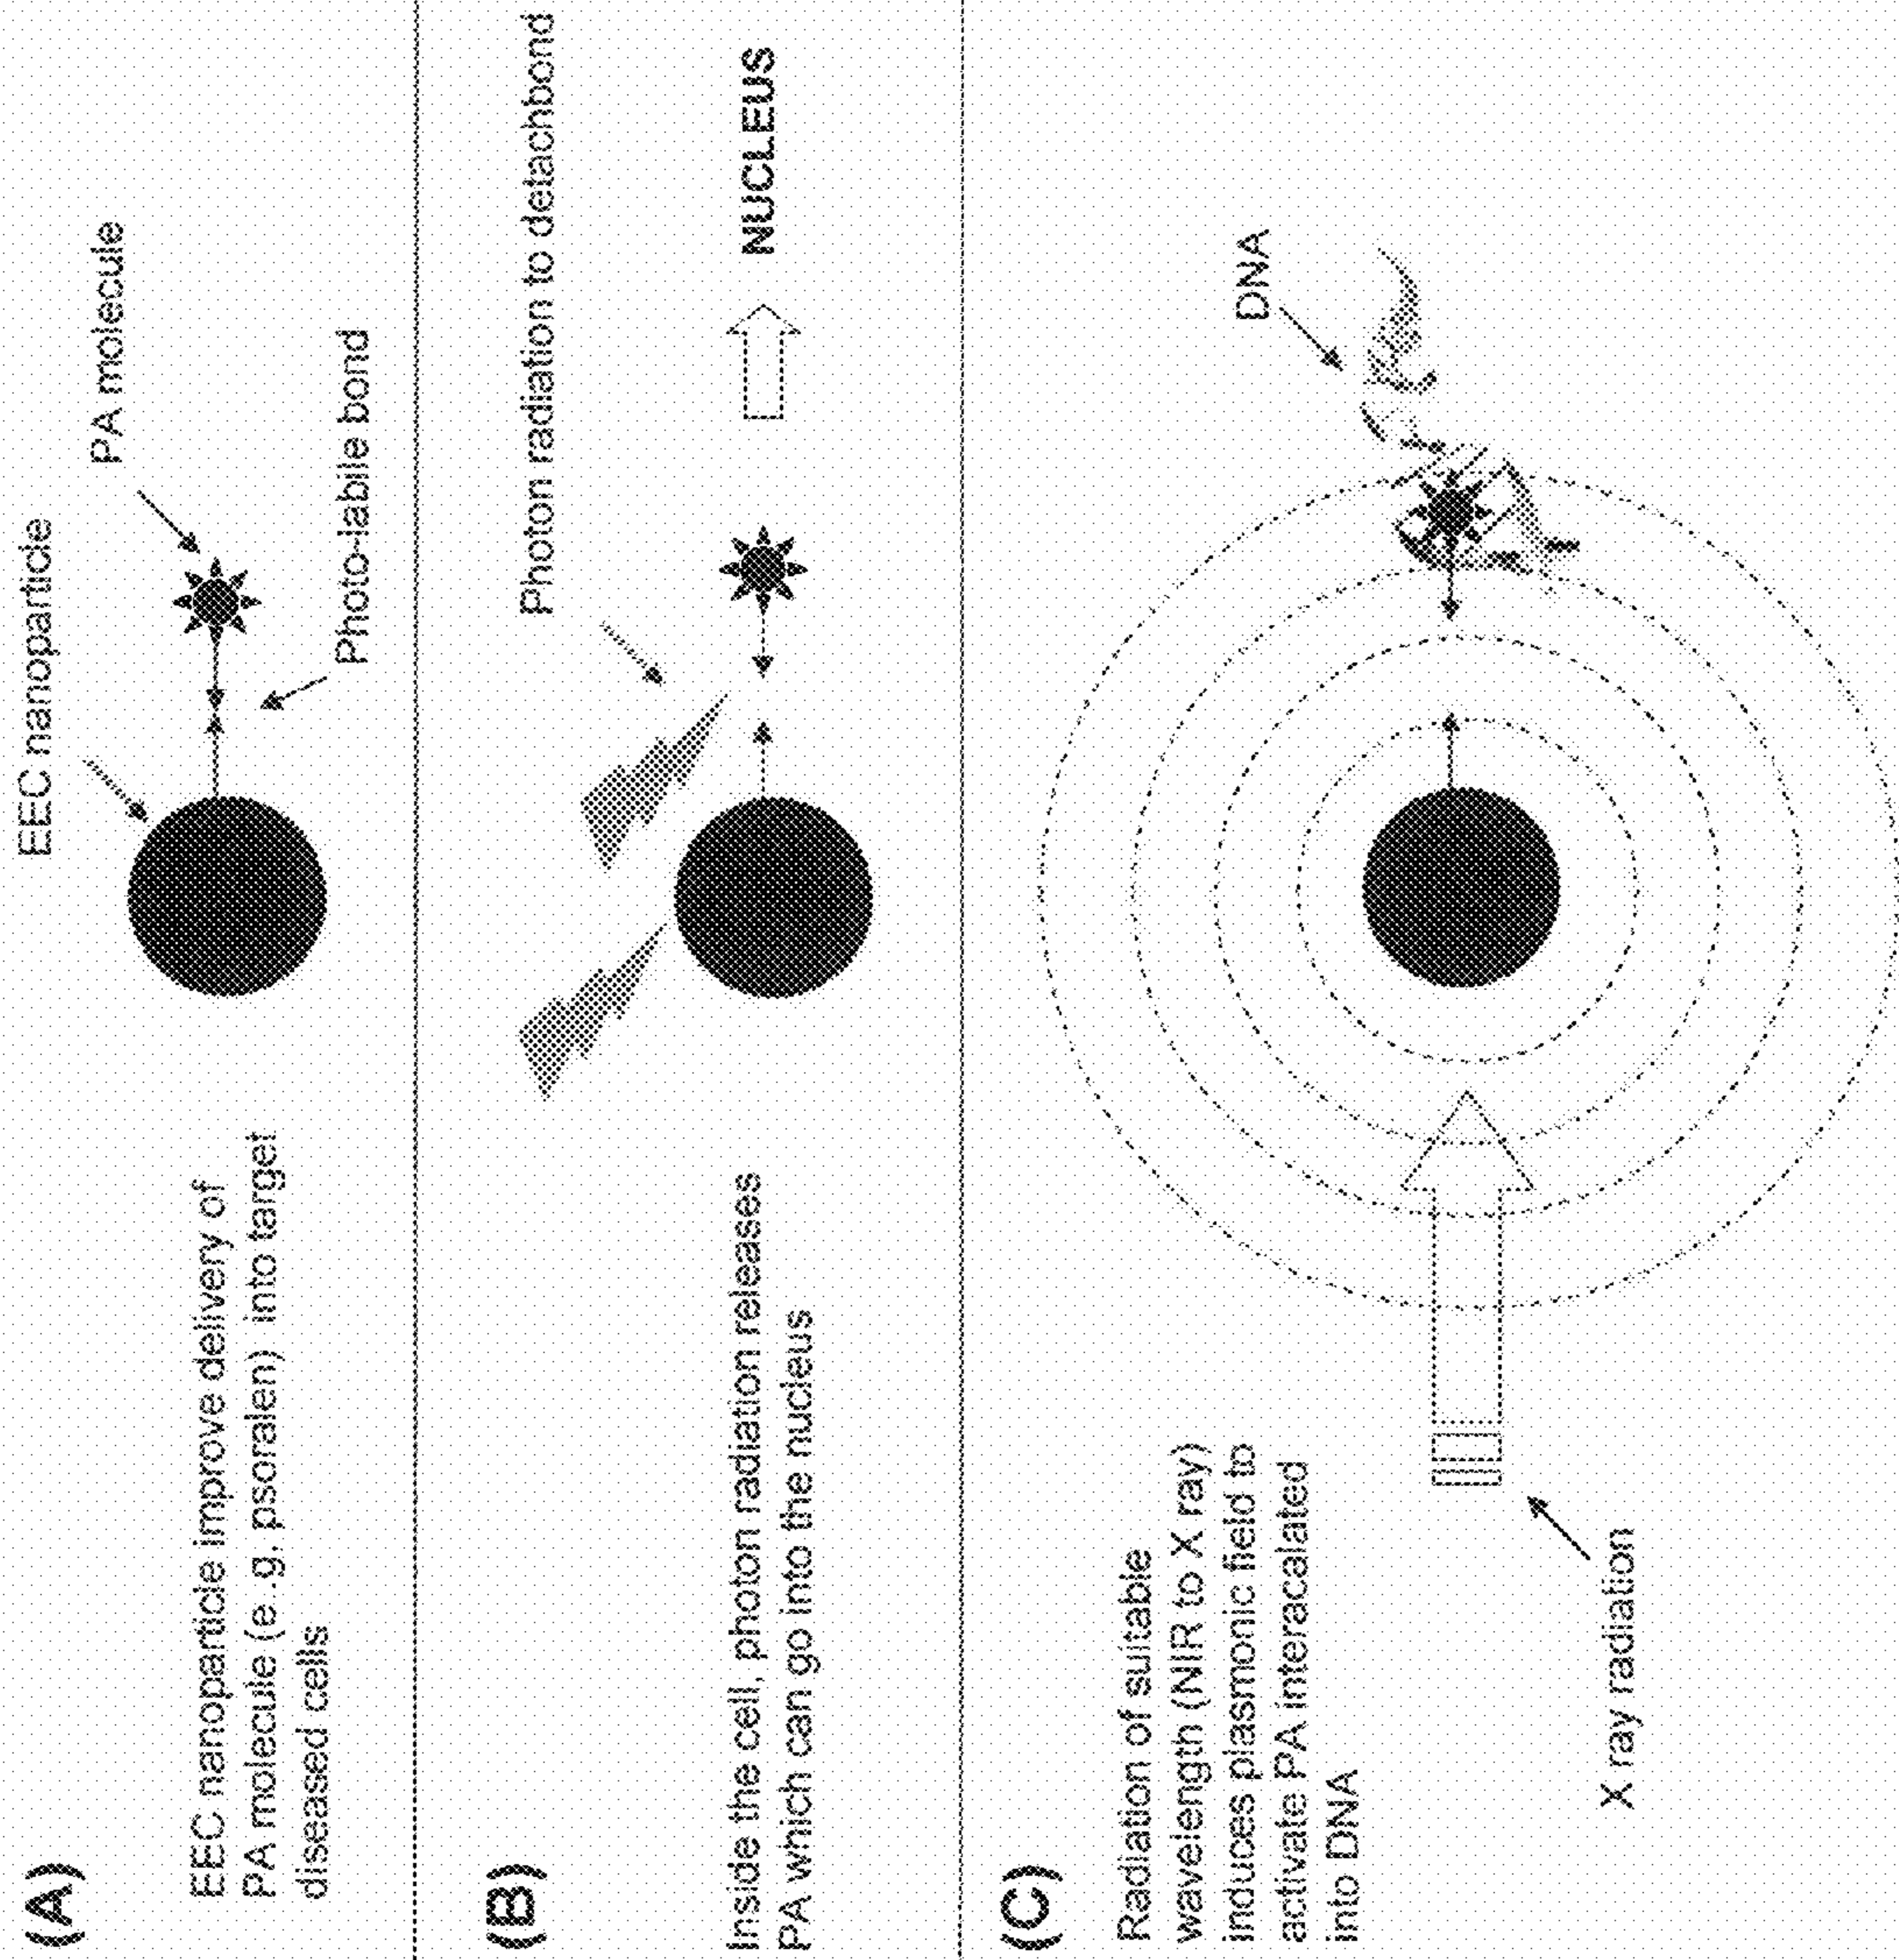 (A)
EEC nanoparticle
PA molecule
Photo-labile bond
EEC nanoparticle improve delivery of
PA molecule (e..g. psoralen) into target
diseased cells
(B)
Photon radiation to detachbond
NUCLEUS
Inside the cell, photon radiation releases
PA which can go into the nucleus
(C)
Radiation of suitable
wavelength (NIR to X ray)
induces plasmonic field to
activate PA interacalated
into DNA
DNA
X ray radiation